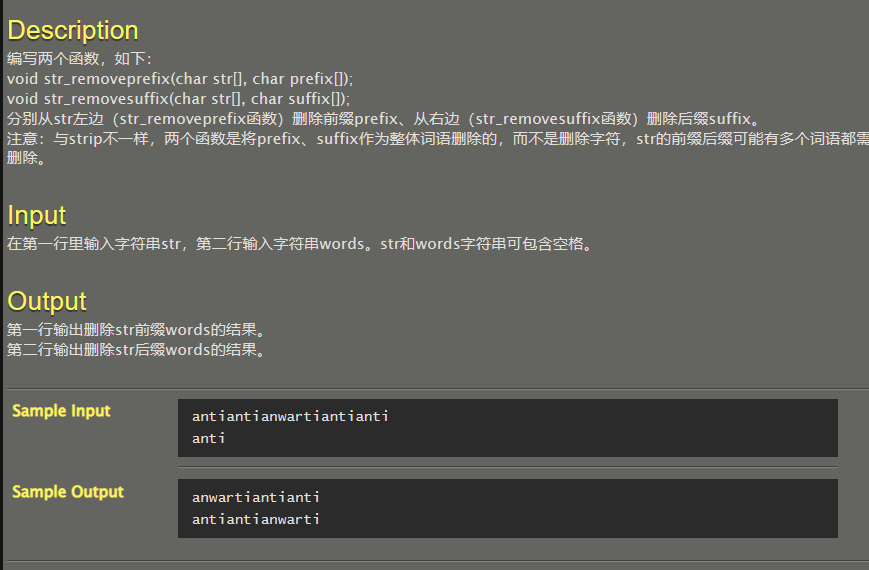 Description
编写两个函数，如下：
void str_removeprefix(char str[], char prefix[]);
void str_removesuffix(char str[], char suffix[]);
分别从str左边（str_removeprefix函数）删除前缀prefix、从右边（str_removesuffix函数）删除后缀suffix。
注意：与strip不一样，两个函数是将prefix、suffix作为整体词语删除的，而不是删除字符，str的前缀后缀可能有多个词语都需
删除。
Input
在第一行里输入字符串str，第二行输入字符串words。str和words字符串可包含空格。
Output
第一行输出删除str前缀words的结果。
第二行输出删除str后缀words的结果。
Sample Input
antiantianwartiantianti
anti
Sample Output
anwartiantianti
antiantianwarti